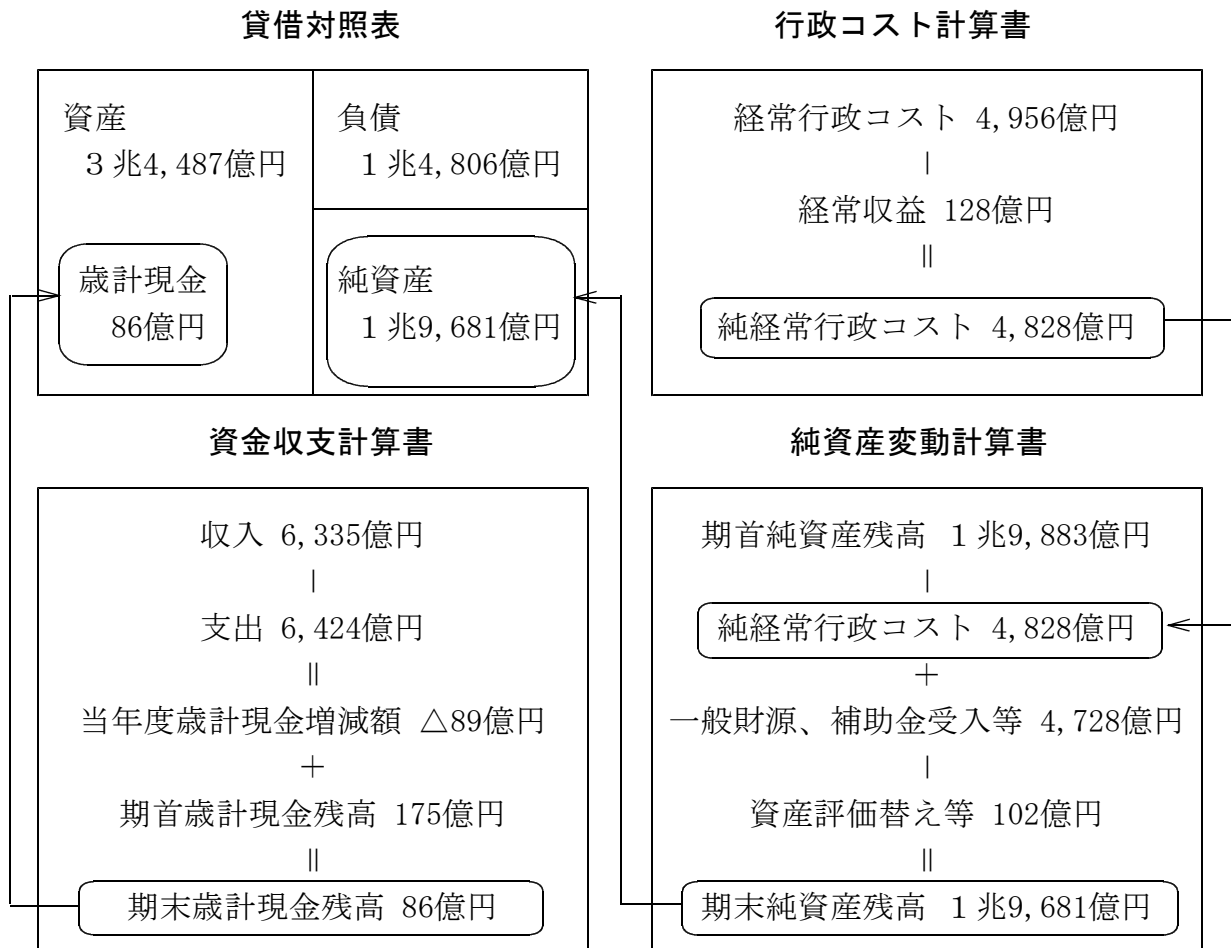 貸借対照表
資産
３兆4,487億円
負債
１兆4,806億円
歳計現金
86億円
純資産
１兆9,681億円
行政コスト計算書
経常行政コスト 4,956億円
－
経常収益 128億円
＝
純経常行政コスト 4,828億円
資金収支計算書
収入 6,335億円
－
支出 6,424億円
＝
当年度歳計現金増減額 △89億円
＋
期首歳計現金残高 175億円
＝
期末歳計現金残高 86億円
純資産変動計算書
期首純資産残高 １兆9,883億円
－
純経常行政コスト 4,828億円
＋
一般財源、補助金受入等 4,728億円
－
資産評価替え等 102億円
＝
期末純資産残高 １兆9,681億円